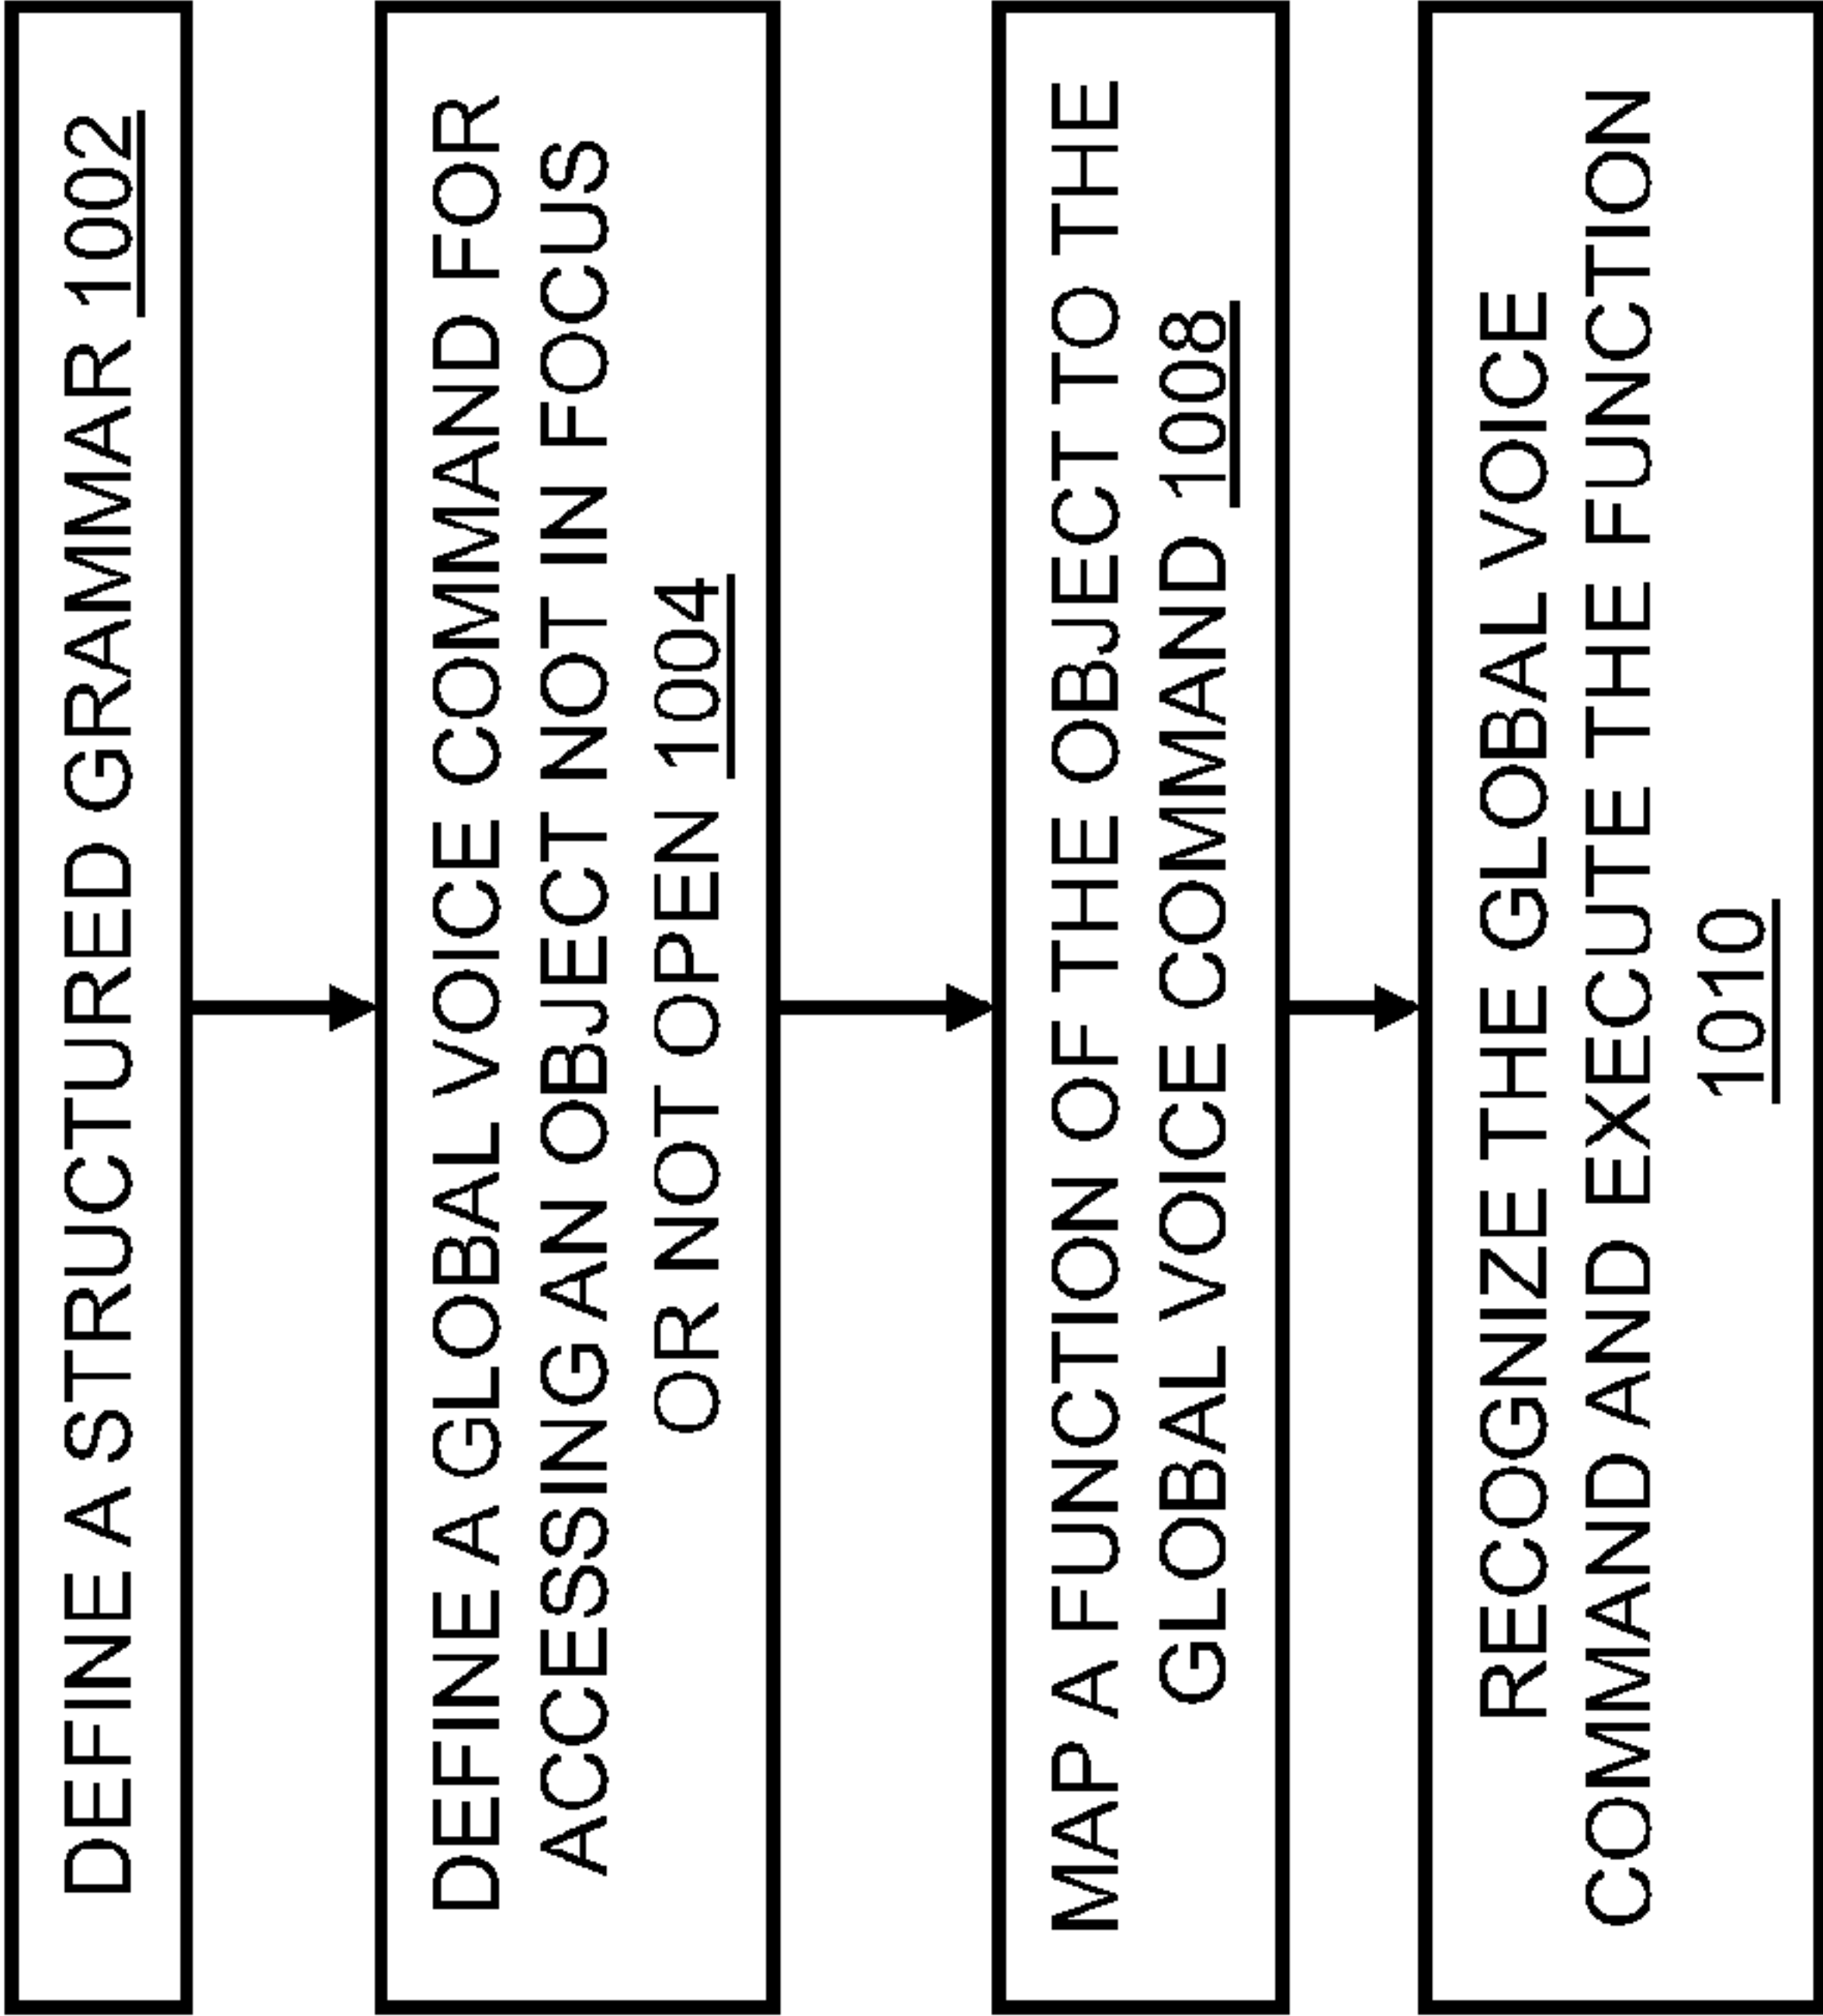 DEFINE A STRUCTURED GRAMMAR 1002
DEFINE A GLOBAL VOICE COMMAND FOR
ACCESSING AN OBJECT NOT IN FOCUS
OR NOT OPEN 1004
MAP A FUNCTION OF THE OBJECT TO THE
GLOBAL VOICE COMMAND 1008
RECOGNIZE THE GLOBAL VOICE
COMMAND AND EXECUTE THE FUNCTION
1010